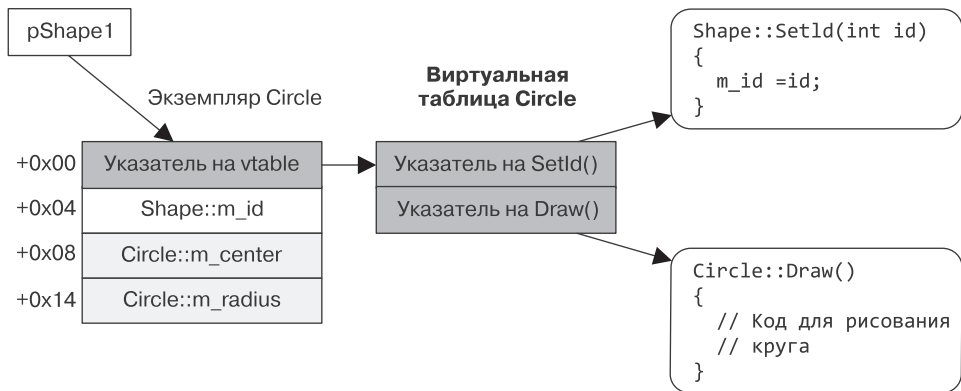 pShape1
Экземпляр Circle
Виртуальная
таблица Circle
+0x00
Указатель на vtable
+0x04
Shape::m_id
+0x08
Circle::m_center
+0x14
Circle::m_radius
Указатель на SetId()
Указатель на Draw()
Shape::SetId(int id)
{
m_id =id;
}
Circle::Draw()
{
// Код для рисования
// круга
}